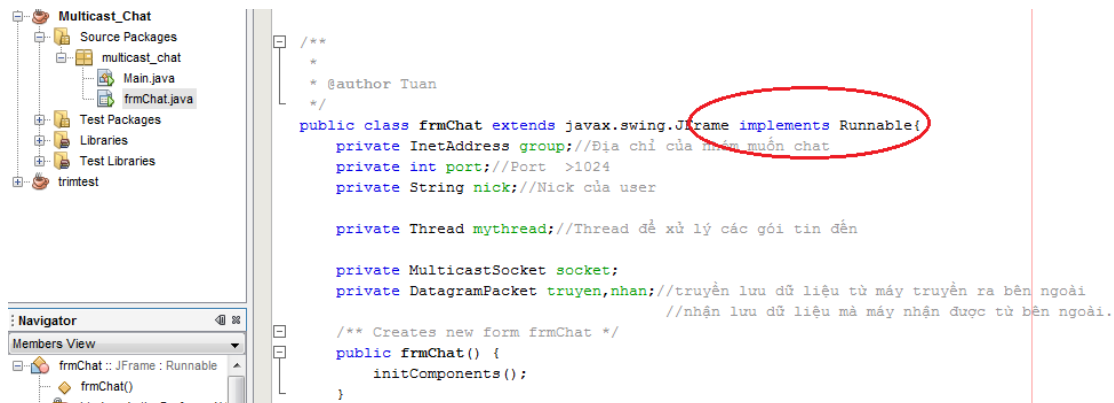 Multicast_Chat
Source Packages
multicast_chat
Main.java
frmChat.java
Test Packages
Libraries
Test Libraries
trimtest
Navigator
Members View
frmChat :: JFrame : Runnable
frmChat()
/**
*
* @author Tuan
*/
public class frmChat extends javax.swing.JFrame implements Runnable{
private InetAddress group;//Địa chỉ của nhóm muốn chat
private int port;//Port >1024
private String nick;//Nick của user
private Thread mythread;//Thread để xử lý các gói tin đến
private MulticastSocket socket;
private DatagramPacket truyen,nhan;//truyền lưu dữ liệu từ máy truyền ra bên ngoài
//nhận lưu dữ liệu mà máy nhận được từ bên ngoài.
/** Creates new form frmChat */
public frmChat() {
initComponents();
}